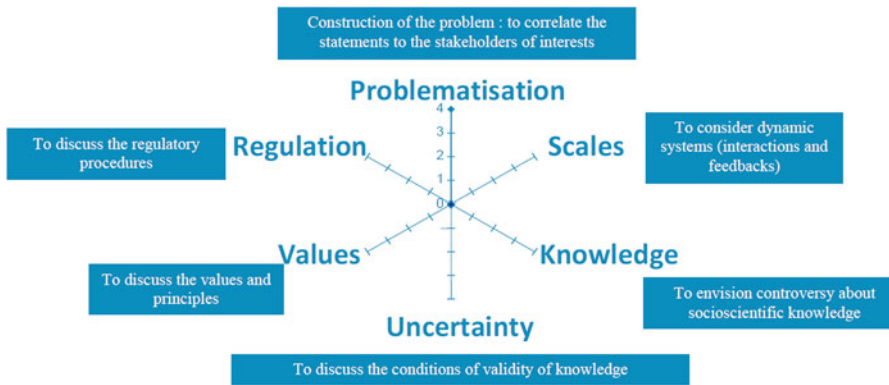 Construction of the problem : to correlate the
statements to the stakeholders of interests
Problematisation
4
3
2
1
0
To discuss the regulatory
procedures
Regulation
Scales
To consider dynamic
systems (interactions and
feedbacks)
Values
Knowledge
To discuss the values and
principles
To envision controversy about
socioscientific knowledge
Uncertainty
To discuss the conditions of validity of knowledge